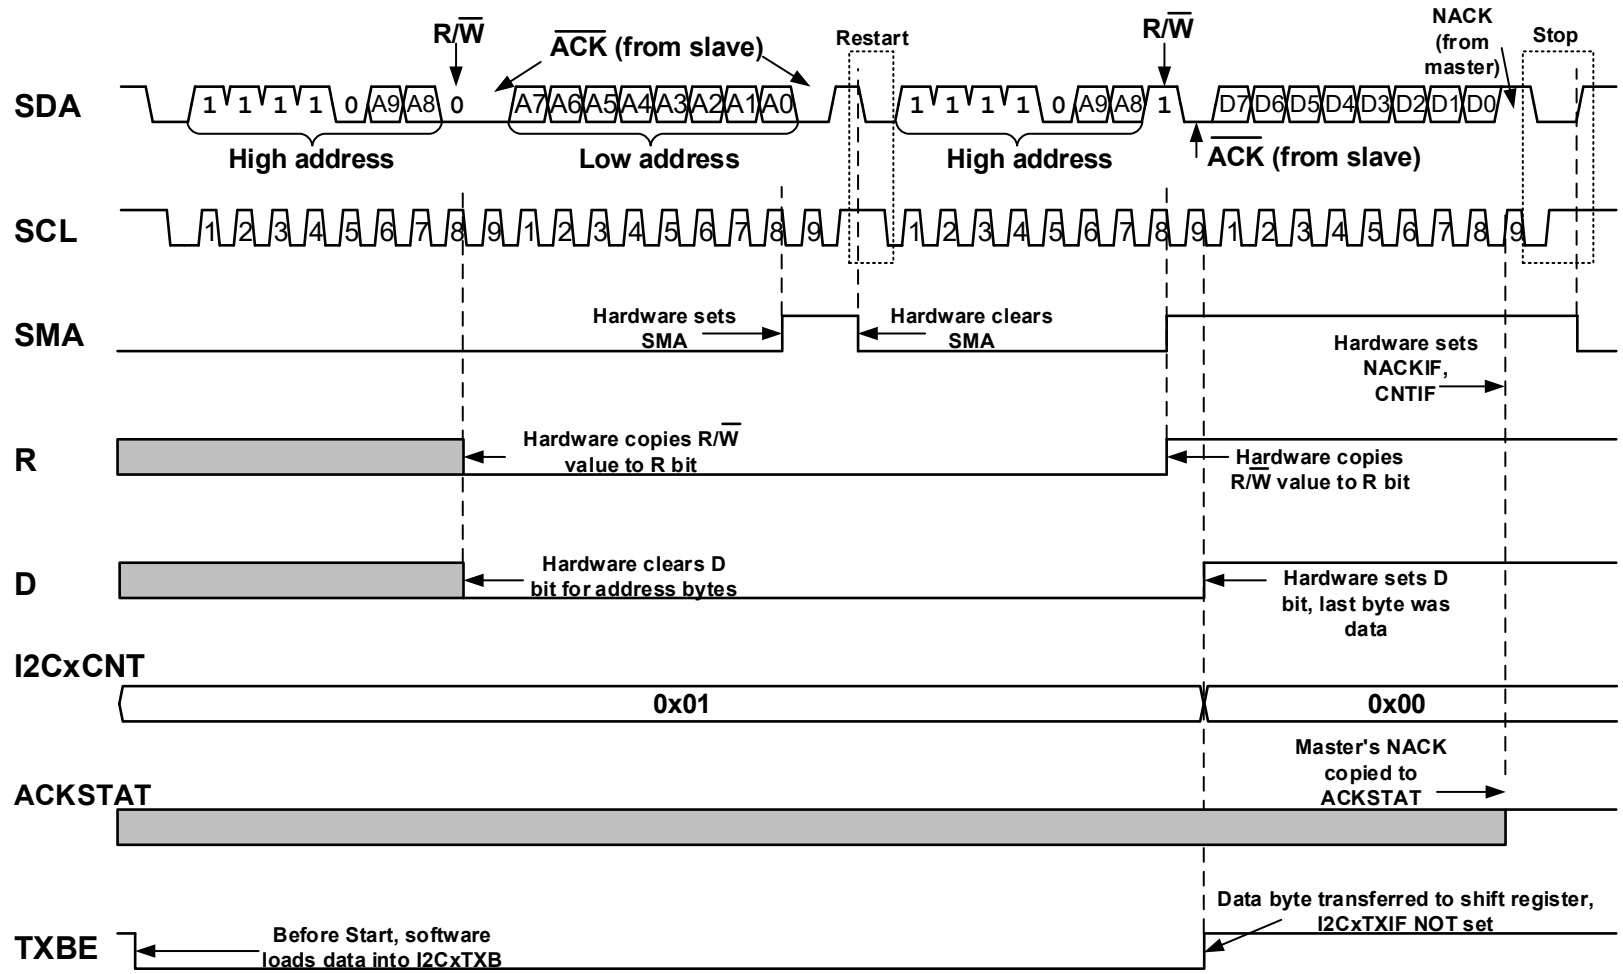 R/W
ACK (from slave)
Restart
R/W
NACK
(from
master)
Stop
SDA
1 1 1 1 0 A9 A8 0 A7 A6 A5 A4 A3 A2 A1 A0 1 1 1 1 0 A9 A8 1 D7 D6 D5 D4 D3 D2 D1 D0
High address
Low address
High address
ACK (from slave)
SCL
1 2 3 4 5 6 7 8 9 1 2 3 4 5 6 7 8 9 1 2 3 4 5 6 7 8 9 1 2 3 4 5 6 7 8 9
SMA
Hardware sets
SMA
Hardware clears
SMA
Hardware sets
NACKIF,
CNTIF
R
Hardware copies R/W
value to R bit
Hardware copies
R/W value to R bit
D
Hardware clears D
bit for address bytes
Hardware sets D
bit, last byte was
data
I2CxCNT
0x01
0x00
ACKSTAT
Master's NACK
copied to
ACKSTAT
TXBE
Before Start, software
loads data into I2CxTXB
Data byte transferred to shift register,
I2CxTXIF NOT set